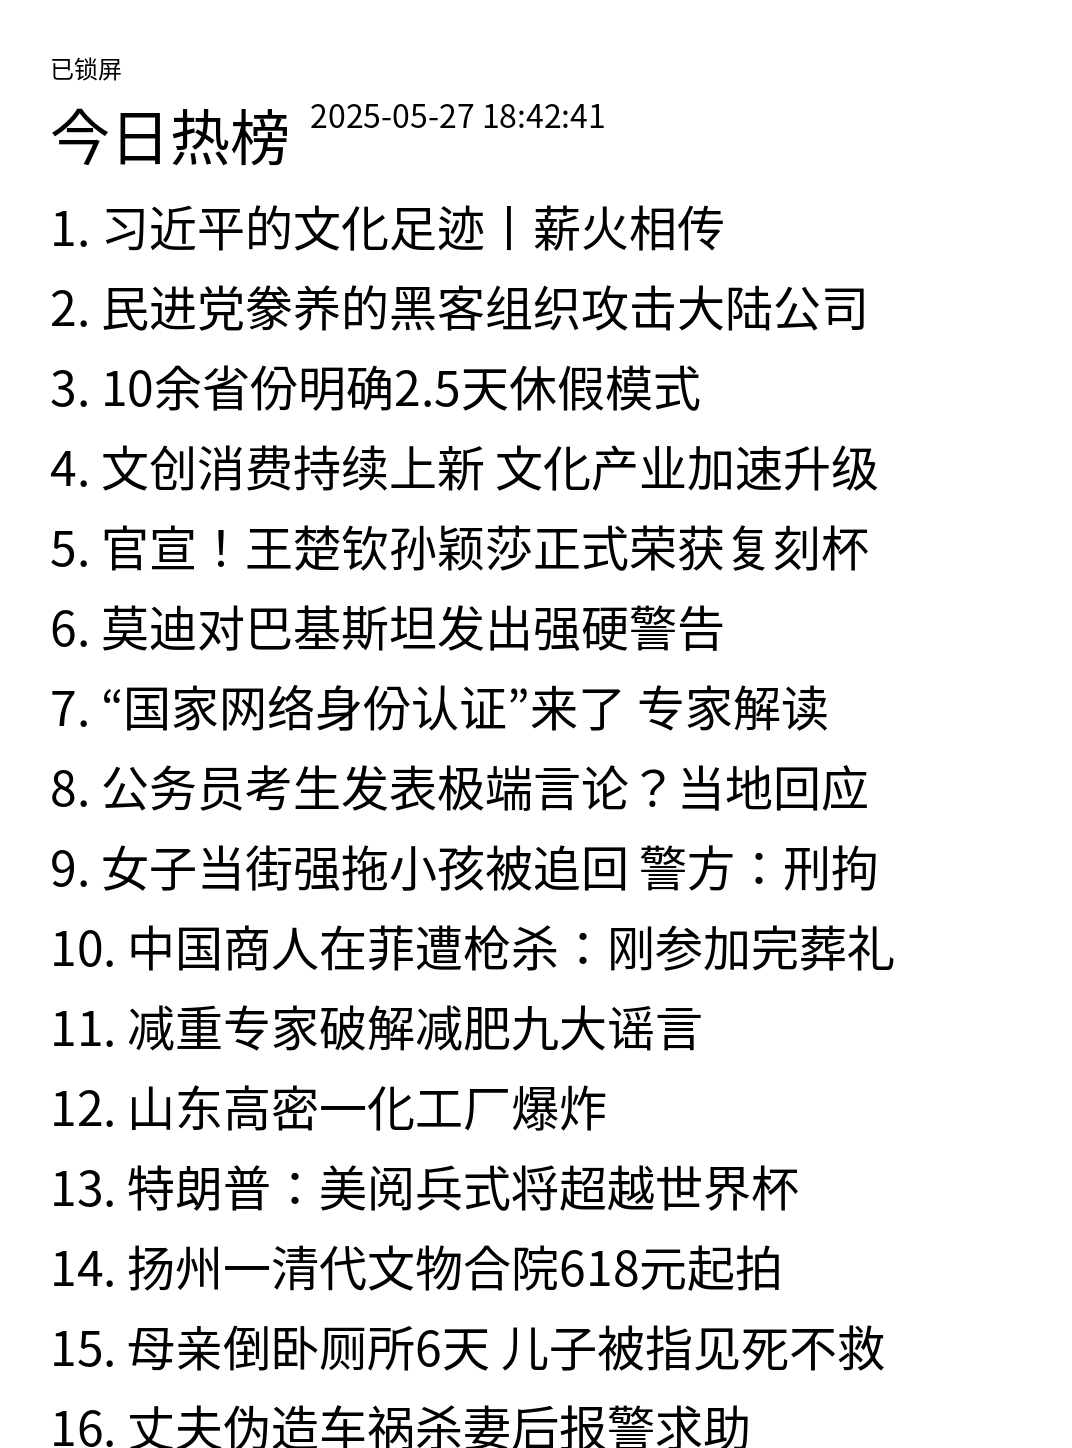 已锁屏
今日热榜 2025-05-27 18:42:41
1. 习近平的文化足迹丨薪火相传
2. 民进党豢养的黑客组织攻击大陆公司
3. 10余省份明确2.5天休假模式
4. 文创消费持续上新 文化产业加速升级
5. 官宣！王楚钦孙颖莎正式荣获复刻杯
6. 莫迪对巴基斯坦发出强硬警告
7. “国家网络身份认证”来了 专家解读
8. 公务员考生发表极端言论？当地回应
9. 女子当街强拖小孩被追回 警方：刑拘
10. 中国商人在菲遭枪杀：刚参加完葬礼
11. 减重专家破解减肥九大谣言
12. 山东高密一化工厂爆炸
13. 特朗普：美阅兵式将超越世界杯
14. 扬州一清代文物合院618元起拍
15. 母亲倒卧厕所6天 儿子被指见死不救
16. 丈夫伪造车祸杀妻后报警求助